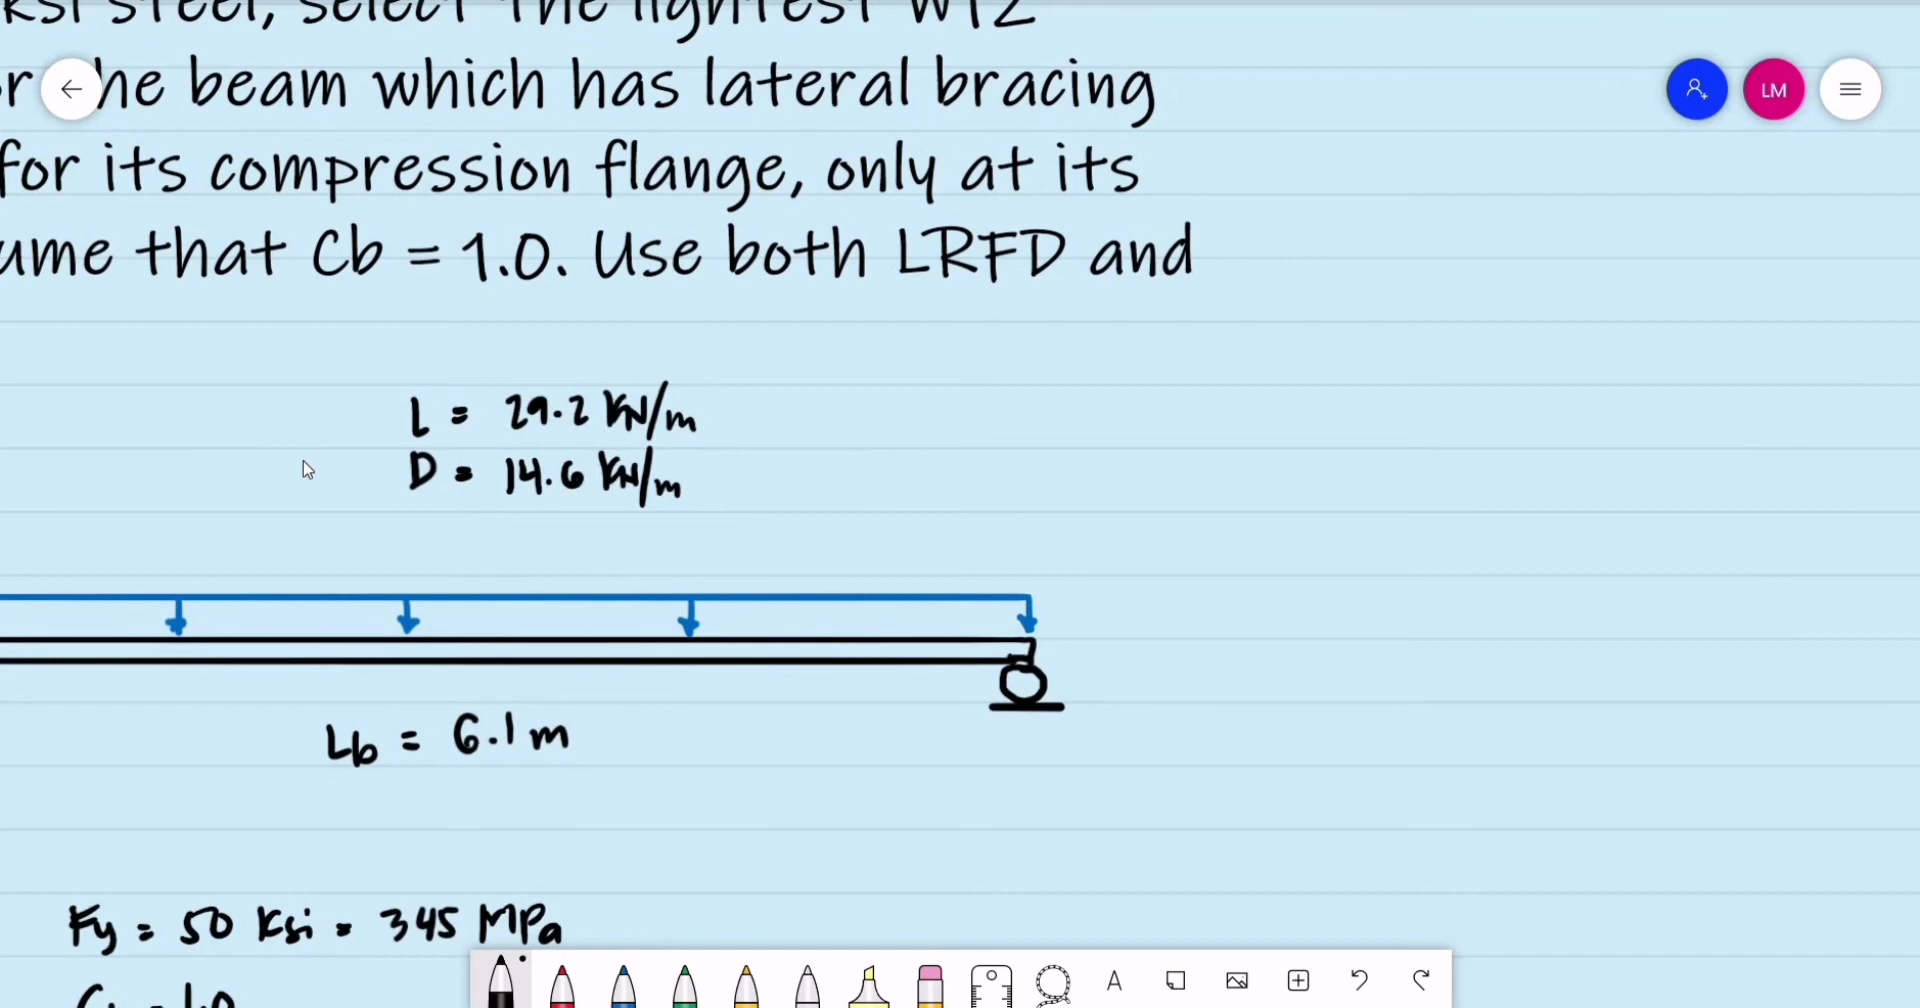 ksi steel, select the lightest W12
he beam which has lateral bracing
for its compression flange, only at its
ume that Cb = 1.0. Use both LRFD and
LM
L = 29.2 KN/m
D = 14.6 KN/m
Lb = 6.1 m
Fy = 50 Ksi = 345 MPa
A